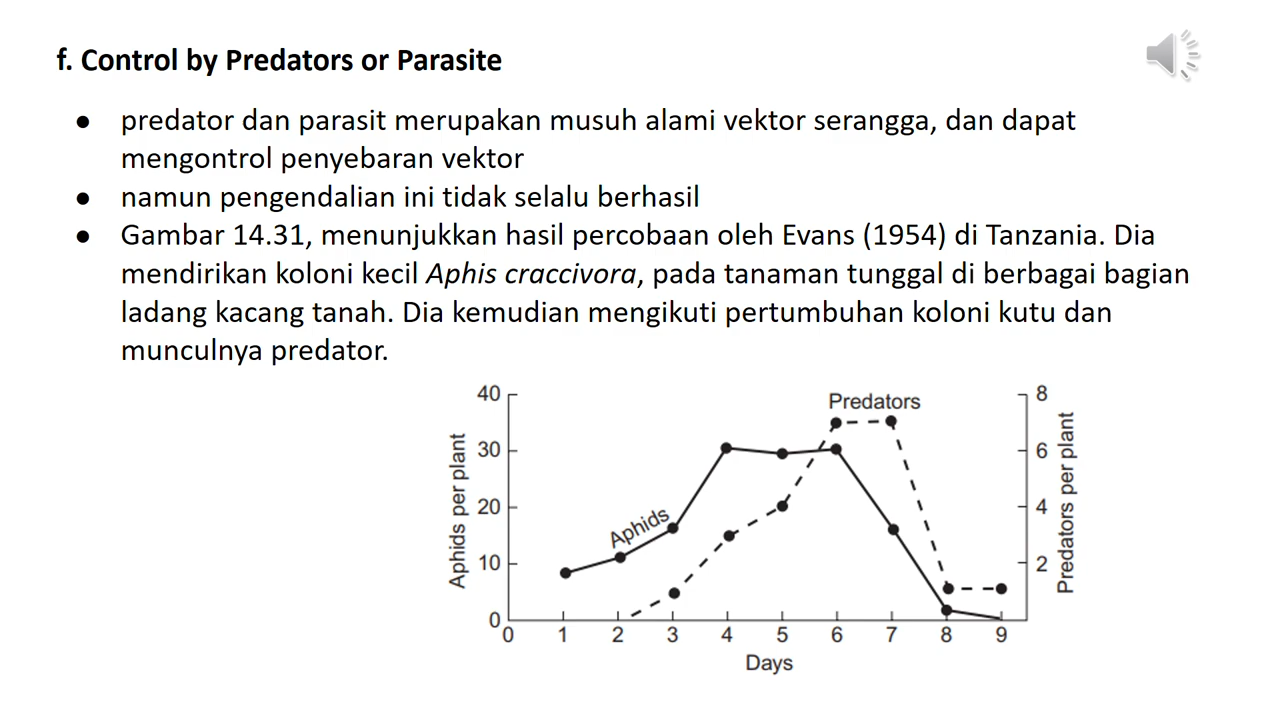 f. Control by Predators or Parasite
● predator dan parasit merupakan musuh alami vektor serangga, dan dapat
mengontrol penyebaran vektor
● namun pengendalian ini tidak selalu berhasil
● Gambar 14.31, menunjukkan hasil percobaan oleh Evans (1954) di Tanzania. Dia
mendirikan koloni kecil Aphis craccivora, pada tanaman tunggal di berbagai bagian
ladang kacang tanah. Dia kemudian mengikuti pertumbuhan koloni kutu dan
munculnya predator.
40
30
20
10
0
Aphids per plant
Aphids
Predators
8
6
4
2
Predators per plant
0 1 2 3 4 5 6 7 8 9
Days